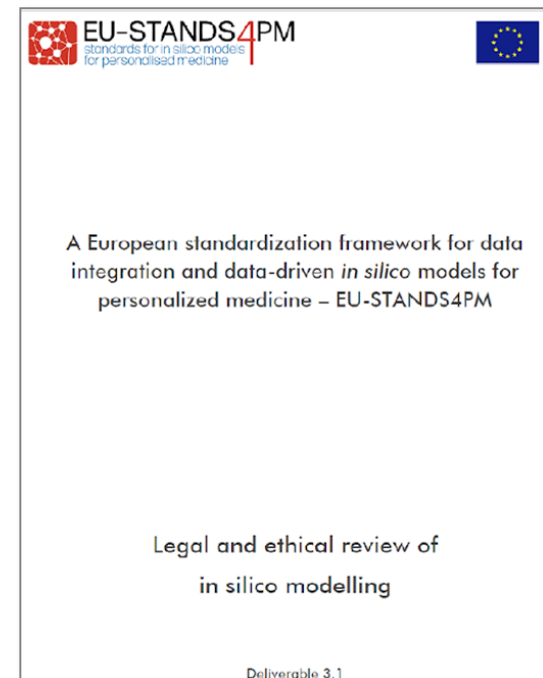 EU-STANDS4PM
standards for in silico models
for personalised medicine
A European standardization framework for data
integration and data-driven in silico models for
personalized medicine – EU-STANDS4PM
Legal and ethical review of
in silico modelling
Deliverable 3.1